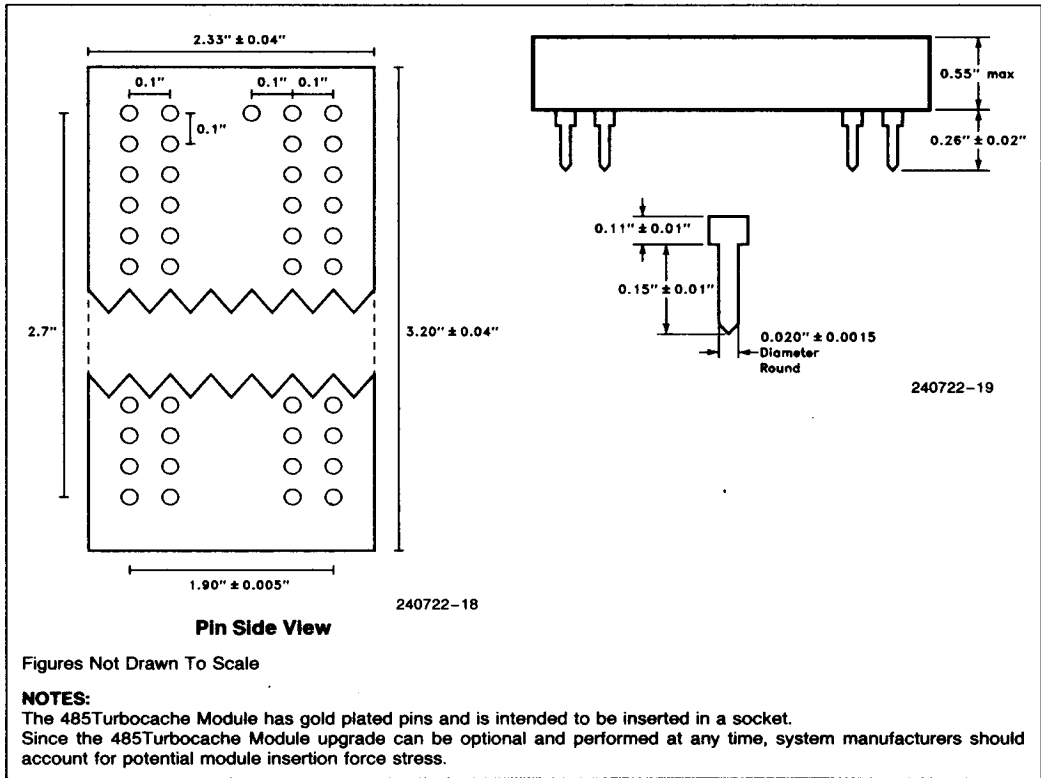 2.33" ± 0.04"
0.1"
0.1" 0.1"
0.1"
2.7"
3.20" ± 0.04"
1.90" ± 0.005"
240722–18
Pin Side View
0.55" max
0.26" ± 0.02"
0.11" ± 0.01"
0.15" ± 0.01"
0.020" ± 0.0015
Diameter
Round
240722–19
Figures Not Drawn To Scale
NOTES:
The 485Turbocache Module has gold plated pins and is intended to be inserted in a socket.
Since the 485Turbocache Module upgrade can be optional and performed at any time, system manufacturers should
account for potential module insertion force stress.